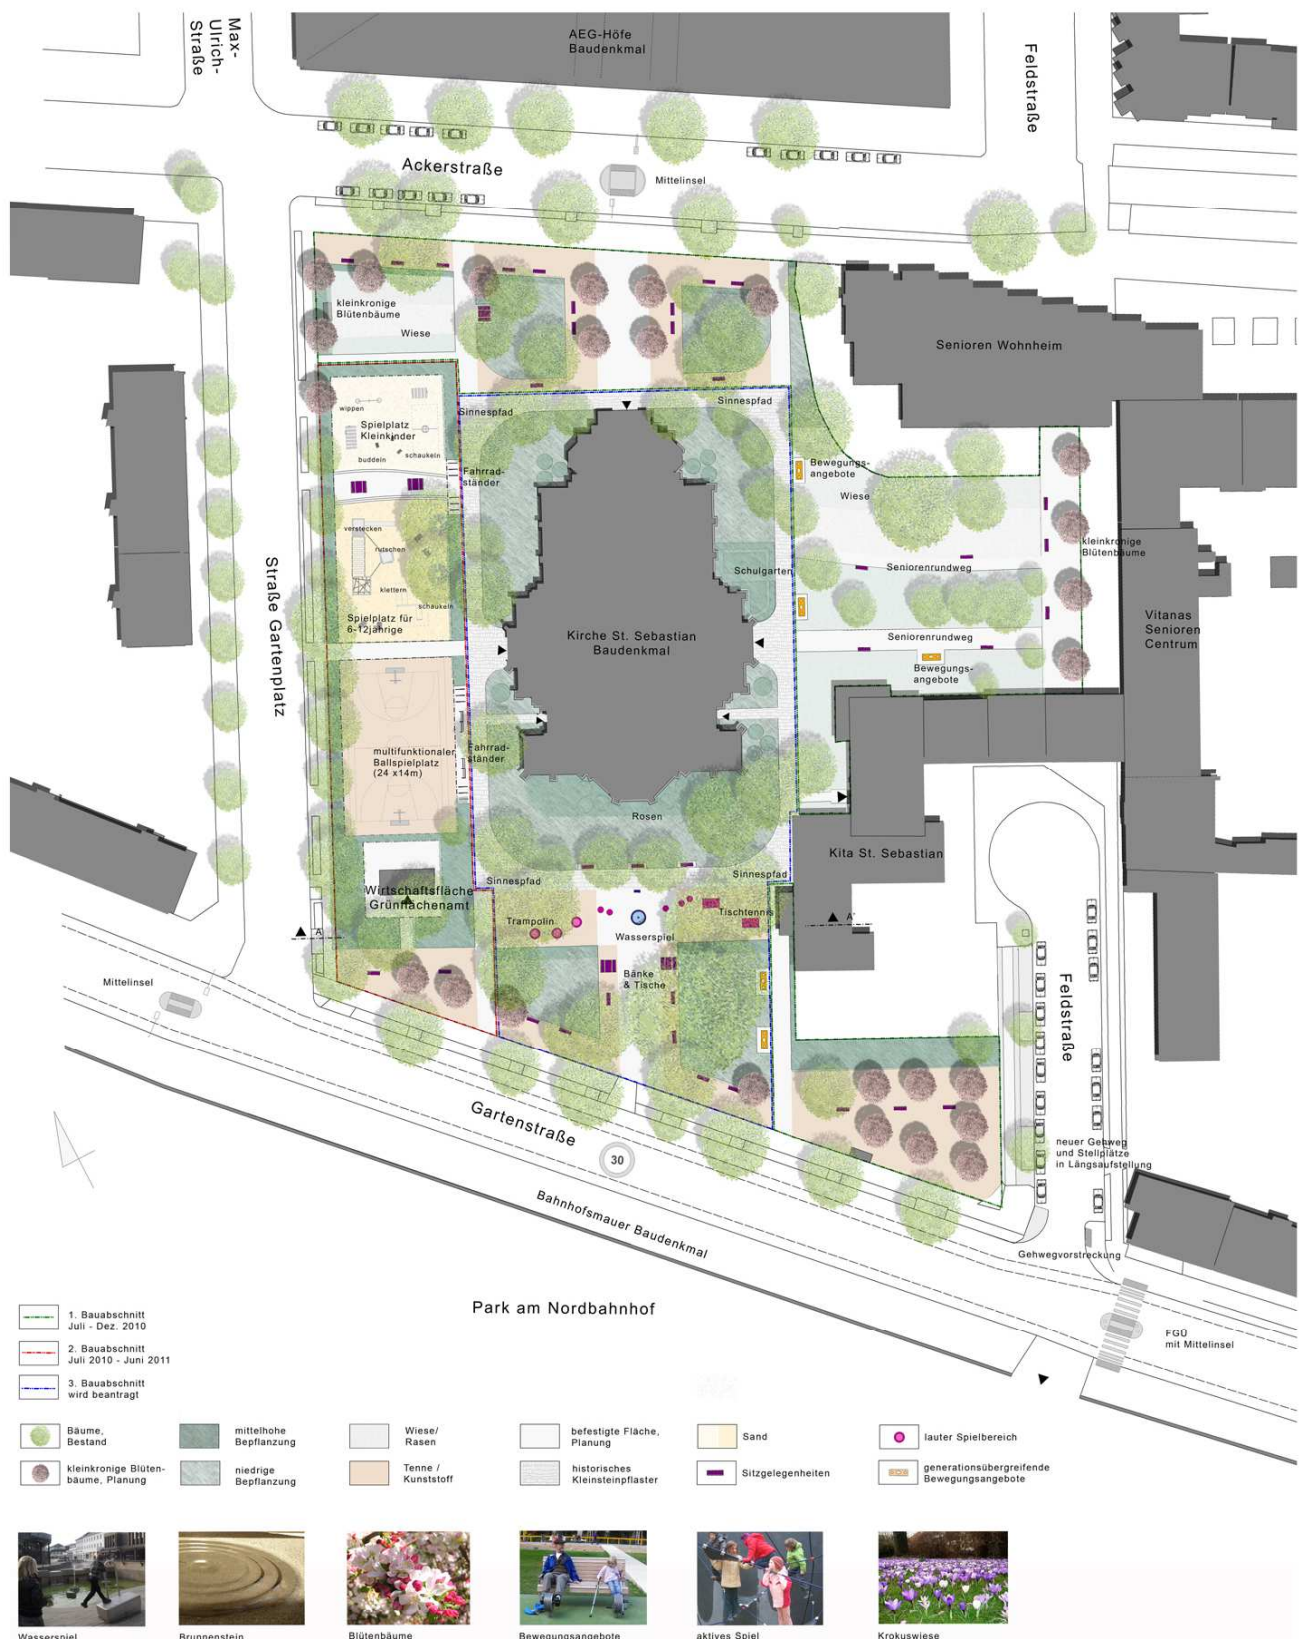 Max-
Ulrich-
Straße
AEG-Höfe
Baudenkmal
Feldstraße
Ackerstraße
Mittelinsel
kleinkronige
Blütenbäume
Wiese
Senioren Wohnheim
Sinnespfad
Sinnespfad
wippen
Spielplatz
Kleinkinder
buddeln
schaukeln
Fahrrad-
ständer
Bewegungs-
angebote
Wiese
kleinkronige
Blütenbäume
verstecken
rutschen
klettern
schaukeln
Spielplatz für
6-12jährige
Schulgarten
Seniorenrundweg
Straße Gartenplatz
Kirche St. Sebastian
Baudenkmal
Seniorenrundweg
Bewegungs-
angebote
Vitanas
Senioren
Centrum
multifunktionaler
Ballspielplatz
(24 x14m)
Fahrrad-
ständer
Rosen
Kita St. Sebastian
Sinnespfad
Sinnespfad
Wirtschaftsfläche
Grünflächenamt
Trampolin
Tischtennis
Wasserspiel
A
A'
Bänke
& Tische
Mittelinsel
Feldstraße
Gartenstraße
30
neuer Gehweg
und Stellplätze
in Längsaufstellung
Bahnhofsmauer Baudenkmal
Gehwegvorstreckung
Park am Nordbahnhof
FGÜ
mit Mittelinsel
1. Bauabschnitt
Juli - Dez. 2010
2. Bauabschnitt
Juli 2010 - Juni 2011
3. Bauabschnitt
wird beantragt
Bäume,
Bestand
mittelhohe
Bepflanzung
Wiese/
Rasen
befestigte Fläche,
Planung
Sand
lauter Spielbereich
kleinkronige Blüten-
bäume, Planung
niedrige
Bepflanzung
Tenne /
Kunststoff
historisches
Kleinsteinpflaster
Sitzgelegenheiten
generationsübergreifende
Bewegungsangebote
Wasserspiel
Brunnenstein
Blütenbäume
Bewegungsangebote
aktives Spiel
Krokuswiese